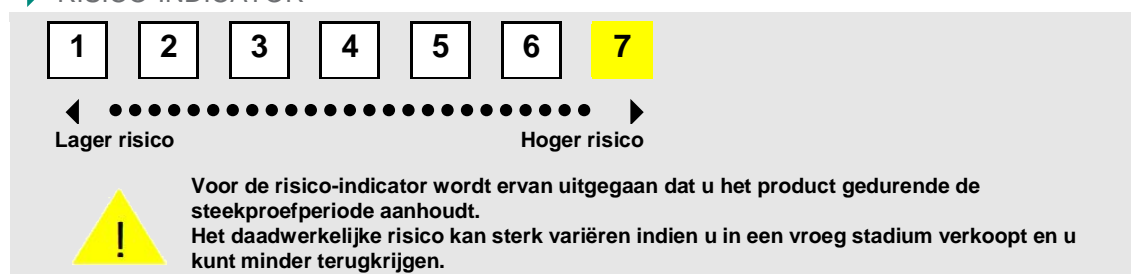 RISICO-INDICATOR
1 2 3 4 5 6 7
Lager risico Hoger risico
!
Voor de risico-indicator wordt ervan uitgegaan dat u het product gedurende de
steekproefperiode aanhoudt.
Het daadwerkelijke risico kan sterk variëren indien u in een vroeg stadium verkoopt en u
kunt minder terugkrijgen.